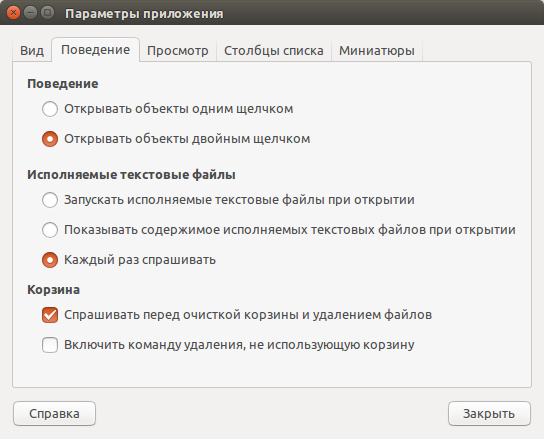 Параметры приложения
Вид Поведение Просмотр Столбцы списка Миниатюры
Поведение
Открывать объекты одним щелчком
Открывать объекты двойным щелчком
Исполняемые текстовые файлы
Запускать исполняемые текстовые файлы при открытии
Показывать содержимое исполняемых текстовых файлов при открытии
Каждый раз спрашивать
Корзина
Спрашивать перед очисткой корзины и удалением файлов
Включить команду удаления, не использующую корзину
Справка Закрыть